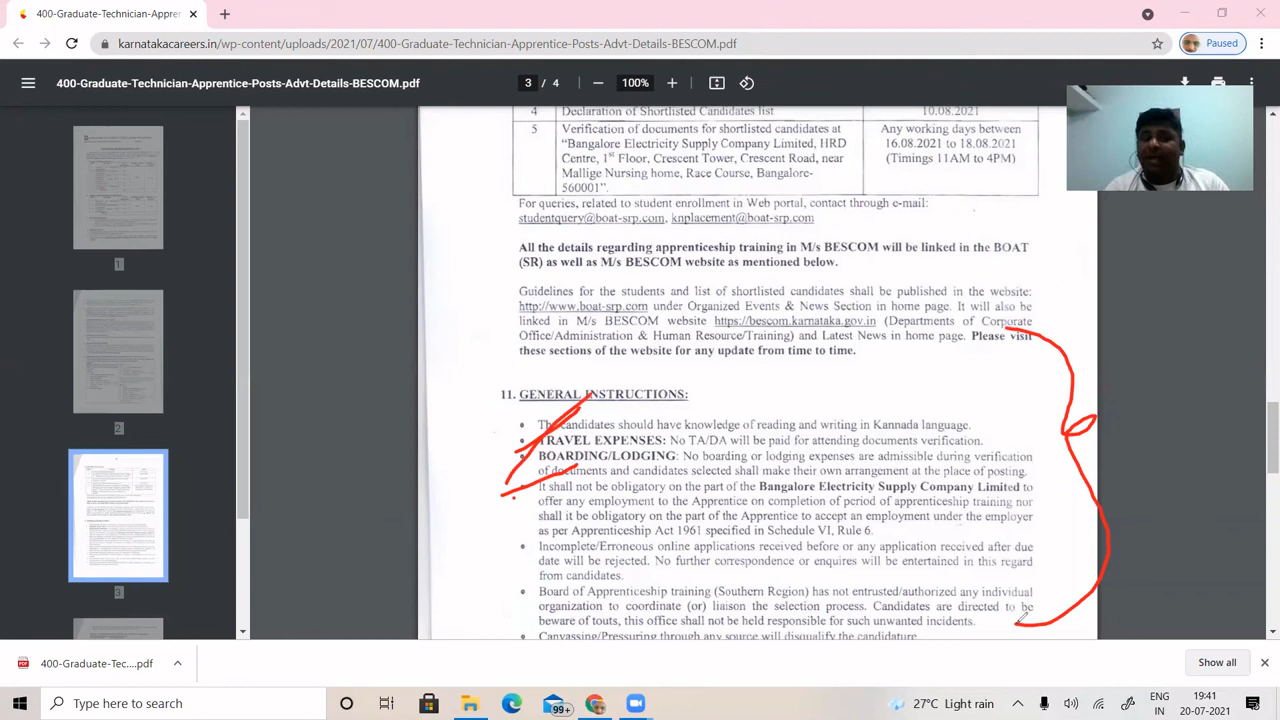 400-Graduate-Technician-Apprent
karnatakacareers.in/wp-content/uploads/2021/07/400-Graduate-Technician-Apprentice-Posts-Advt-Details-BESCOM.pdf
Paused
400-Graduate-Technician-Apprentice-Posts-Advt-Details-BESCOM.pdf
3 / 4
100%
4 Declaration of Shortlisted Candidates list 10.08.2021
5 Verification of documents for shortlisted candidates at Any working days between
"Bangalore Electricity Supply Company Limited, HRD 16.08.2021 to 18.08.2021
Centre, 1st Floor, Crescent Tower, Crescent Road, near (Timings 11AM to 4PM)
Mallige Nursing home, Race Course, Bangalore-
560001".
For queries, related to student enrollment in Web portal, contact through e-mail:
studentquery@boat-srp.com, knplacement@boat-srp.com
All the details regarding apprenticeship training in M/s BESCOM will be linked in the BOAT
(SR) as well as M/s BESCOM website as mentioned below.
Guidelines for the students and list of shortlisted candidates shall be published in the website:
http://www.boat-srp.com under Organized Events & News Section in home page. It will also be
linked in M/s BESCOM website https://bescom.karnataka.gov.in (Departments of Corporate
Office/Administration & Human Resource/Training) and Latest News in home page. Please visit
these sections of the website for any update from time to time.
11. GENERAL INSTRUCTIONS:
• The candidates should have knowledge of reading and writing in Kannada language.
• TRAVEL EXPENSES: No TA/DA will be paid for attending documents verification.
• BOARDING/LODGING: No boarding or lodging expenses are admissible during verification
of documents and candidates selected shall make their own arrangement at the place of posting.
• It shall not be obligatory on the part of the Bangalore Electricity Supply Company Limited to
offer any employment to the Apprentice on completion of period of apprenticeship training nor
shall it be obligatory on the part of the Apprentice to accept an employment under the employer
as per Apprenticeship Act 1961 specified in Schedule VI, Rule 6.
• Incomplete/Erroneous online applications received before or any application received after due
date will be rejected. No further correspondence or enquires will be entertained in this regard
from candidates.
• Board of Apprenticeship training (Southern Region) has not entrusted/authorized any individual
organization to coordinate (or) liaison the selection process. Candidates are directed to be
beware of touts, this office shall not be held responsible for such unwanted incidents.
• Canvassing/Pressuring through any source will disqualify the candidature.
1
2
3
400-Graduate-Tec....pdf
Show all
Type here to search
99+
27°C Light rain
ENG
IN
19:41
20-07-2021